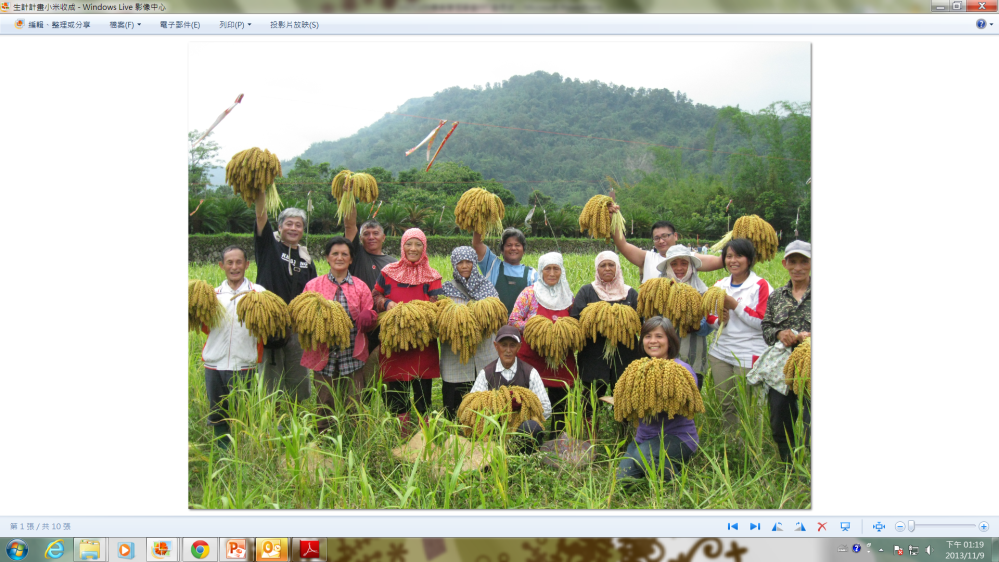 生計計畫小米收成 - Windows Live 影像中心
編輯、整理或分享 檔案(F) 電子郵件(E) 列印(P) 投影片放映(S)
第 1 張 / 共 10 張
下午 01:19
2013/11/9